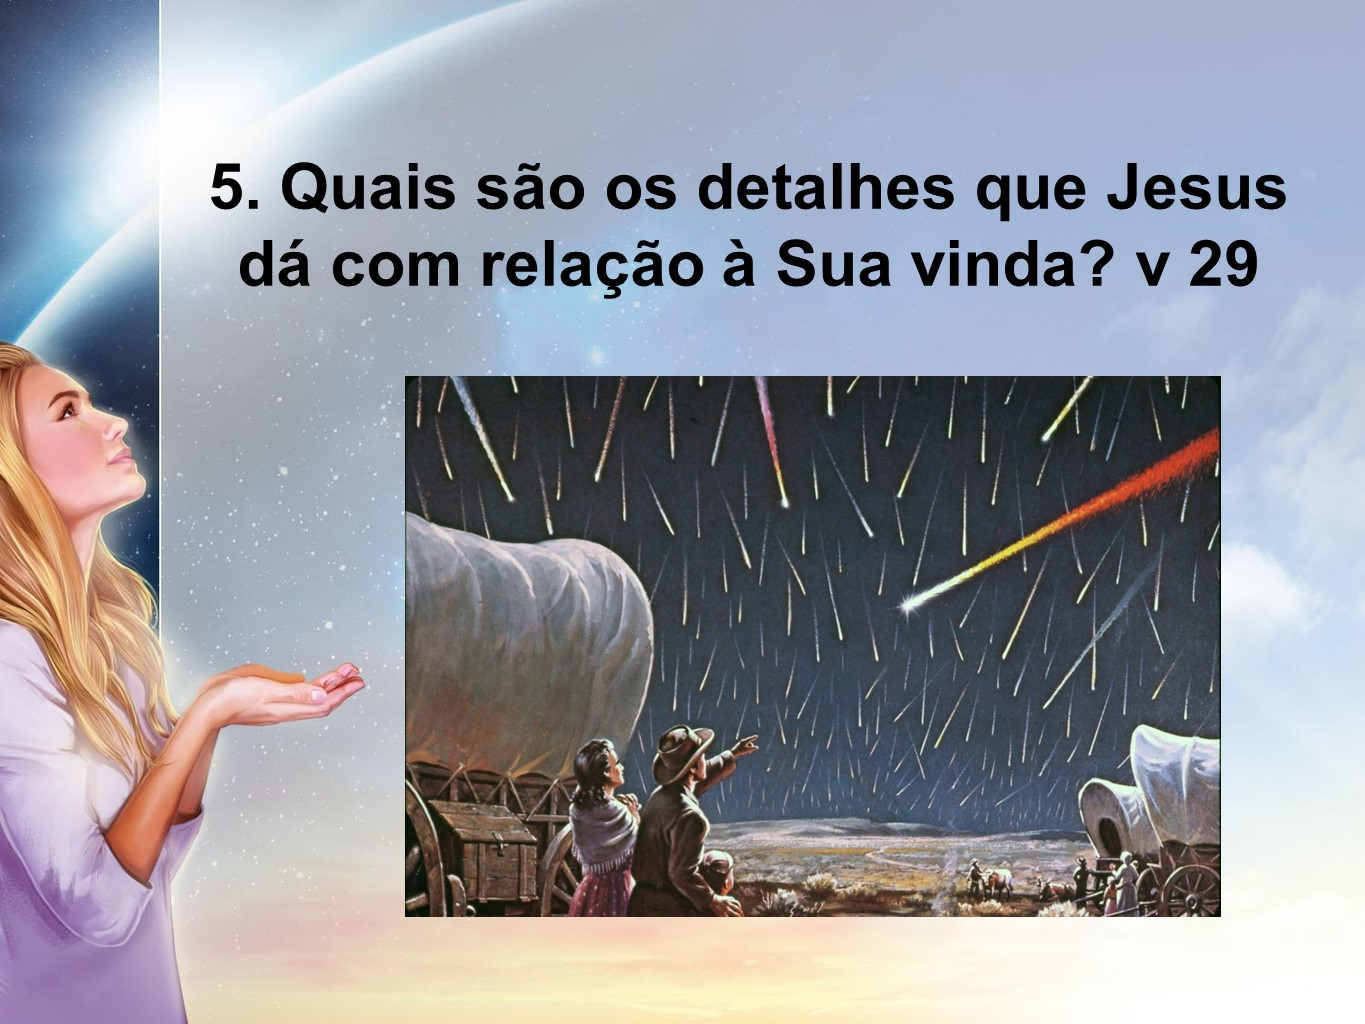 5. Quais são os detalhes que Jesus
dá com relação à Sua vinda? v 29